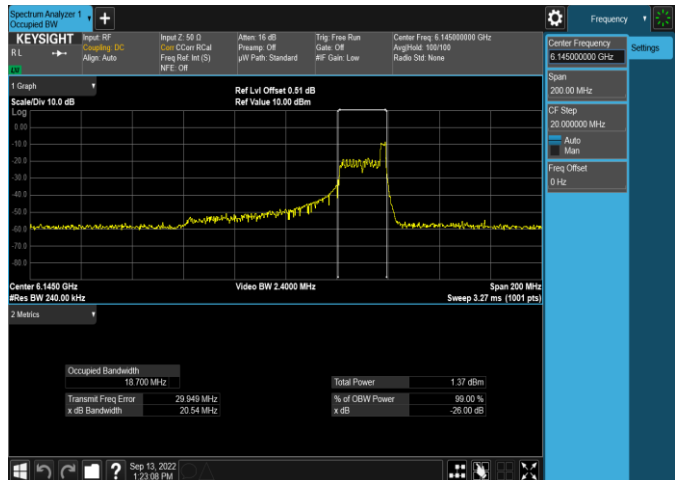 Spectrum Analyzer 1
Occupied BW
Frequency
KEYSIGHT
RL
LV
Input: RF
Coupling: DC
Align: Auto
Input Z: 50 Ω
Corr CCorr RCal
Freq Ref: Int (S)
NFE: Off
Atten: 16 dB
Preamp: Off
µW Path: Standard
Trig: Free Run
Gate: Off
#IF Gain: Low
Center Freq: 6.145000000 GHz
Avg|Hold: 100/100
Radio Std: None
Center Frequency
6.145000000 GHz
Settings
Span
200.00 MHz
CF Step
20.000000 MHz
Auto
Man
Freq Offset
0 Hz
1 Graph
Scale/Div 10.0 dB
Ref Lvl Offset 0.51 dB
Ref Value 10.00 dBm
Log
0.00
-10.0
-20.0
-30.0
-40.0
-50.0
-60.0
-70.0
-80.0
Center 6.1450 GHz
#Res BW 240.00 kHz
Video BW 2.4000 MHz
Span 200 MHz
Sweep 3.27 ms (1001 pts)
2 Metrics
Occupied Bandwidth
18.700 MHz
Transmit Freq Error 29.949 MHz
x dB Bandwidth 20.54 MHz
Total Power 1.37 dBm
% of OBW Power 99.00 %
x dB -26.00 dB
Sep 13, 2022
1:23:08 PM